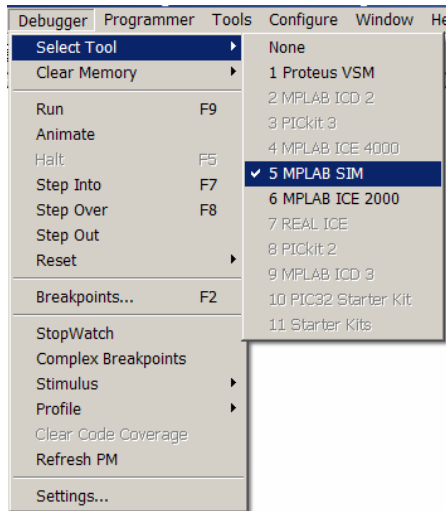 Debugger Programmer Tools Configure Window He
Select Tool
Clear Memory
Run F9
Animate
Halt F5
Step Into F7
Step Over F8
Step Out
Reset
Breakpoints... F2
StopWatch
Complex Breakpoints
Stimulus
Profile
Clear Code Coverage
Refresh PM
Settings...
None
1 Proteus VSM
2 MPLAB ICD 2
3 PICkit 3
4 MPLAB ICE 4000
5 MPLAB SIM
6 MPLAB ICE 2000
7 REAL ICE
8 PICkit 2
9 MPLAB ICD 3
10 PIC32 Starter Kit
11 Starter Kits